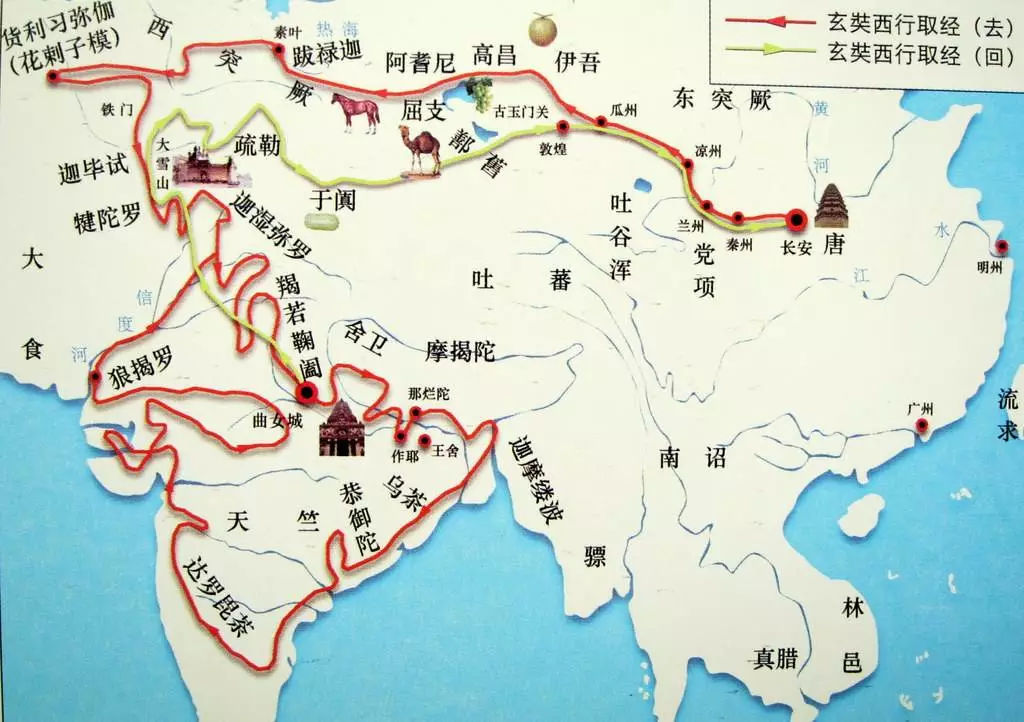 玄奘西行取经（去）
玄奘西行取经（回）
货利习弥伽
（花剌子模）
西
突
厥
热海
素叶
跋禄迦
阿耆尼
高昌
伊吾
屈支
古玉门关
瓜州
东突厥
黄
河
铁门
大雪山
疏勒
鄯舊
敦煌
凉州
迦毕试
犍陀罗
迦湿弥罗
于阗
吐谷浑
兰州
秦州
长安
唐
党项
大
食
信
度
河
羯若鞠阇
吐蕃
江
水
明州
狼揭罗
舍卫
摩揭陀
曲女城
那烂陀
作耶
王舍
迦摩缕波
南诏
广州
流求
天竺
恭御陀
乌茶
达罗毘茶
骠
林
邑
真腊